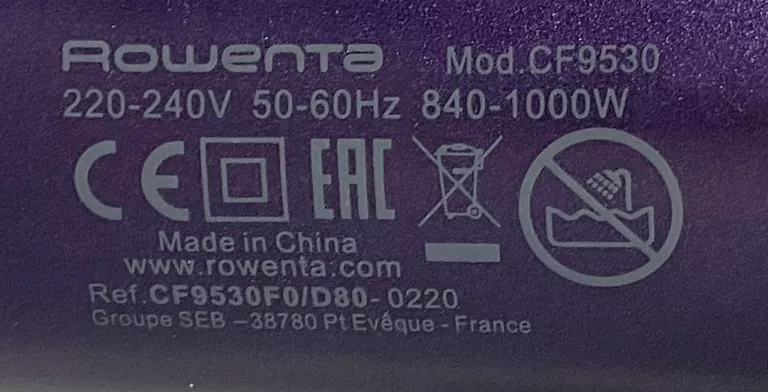 Rowenta Mod.CF9530
220-240V 50-60Hz 840-1000W
CE EAC
Made in China
www.rowenta.com
Ref.CF9530F0/D80-0220
Groupe SEB –38780 Pt Evêque - France